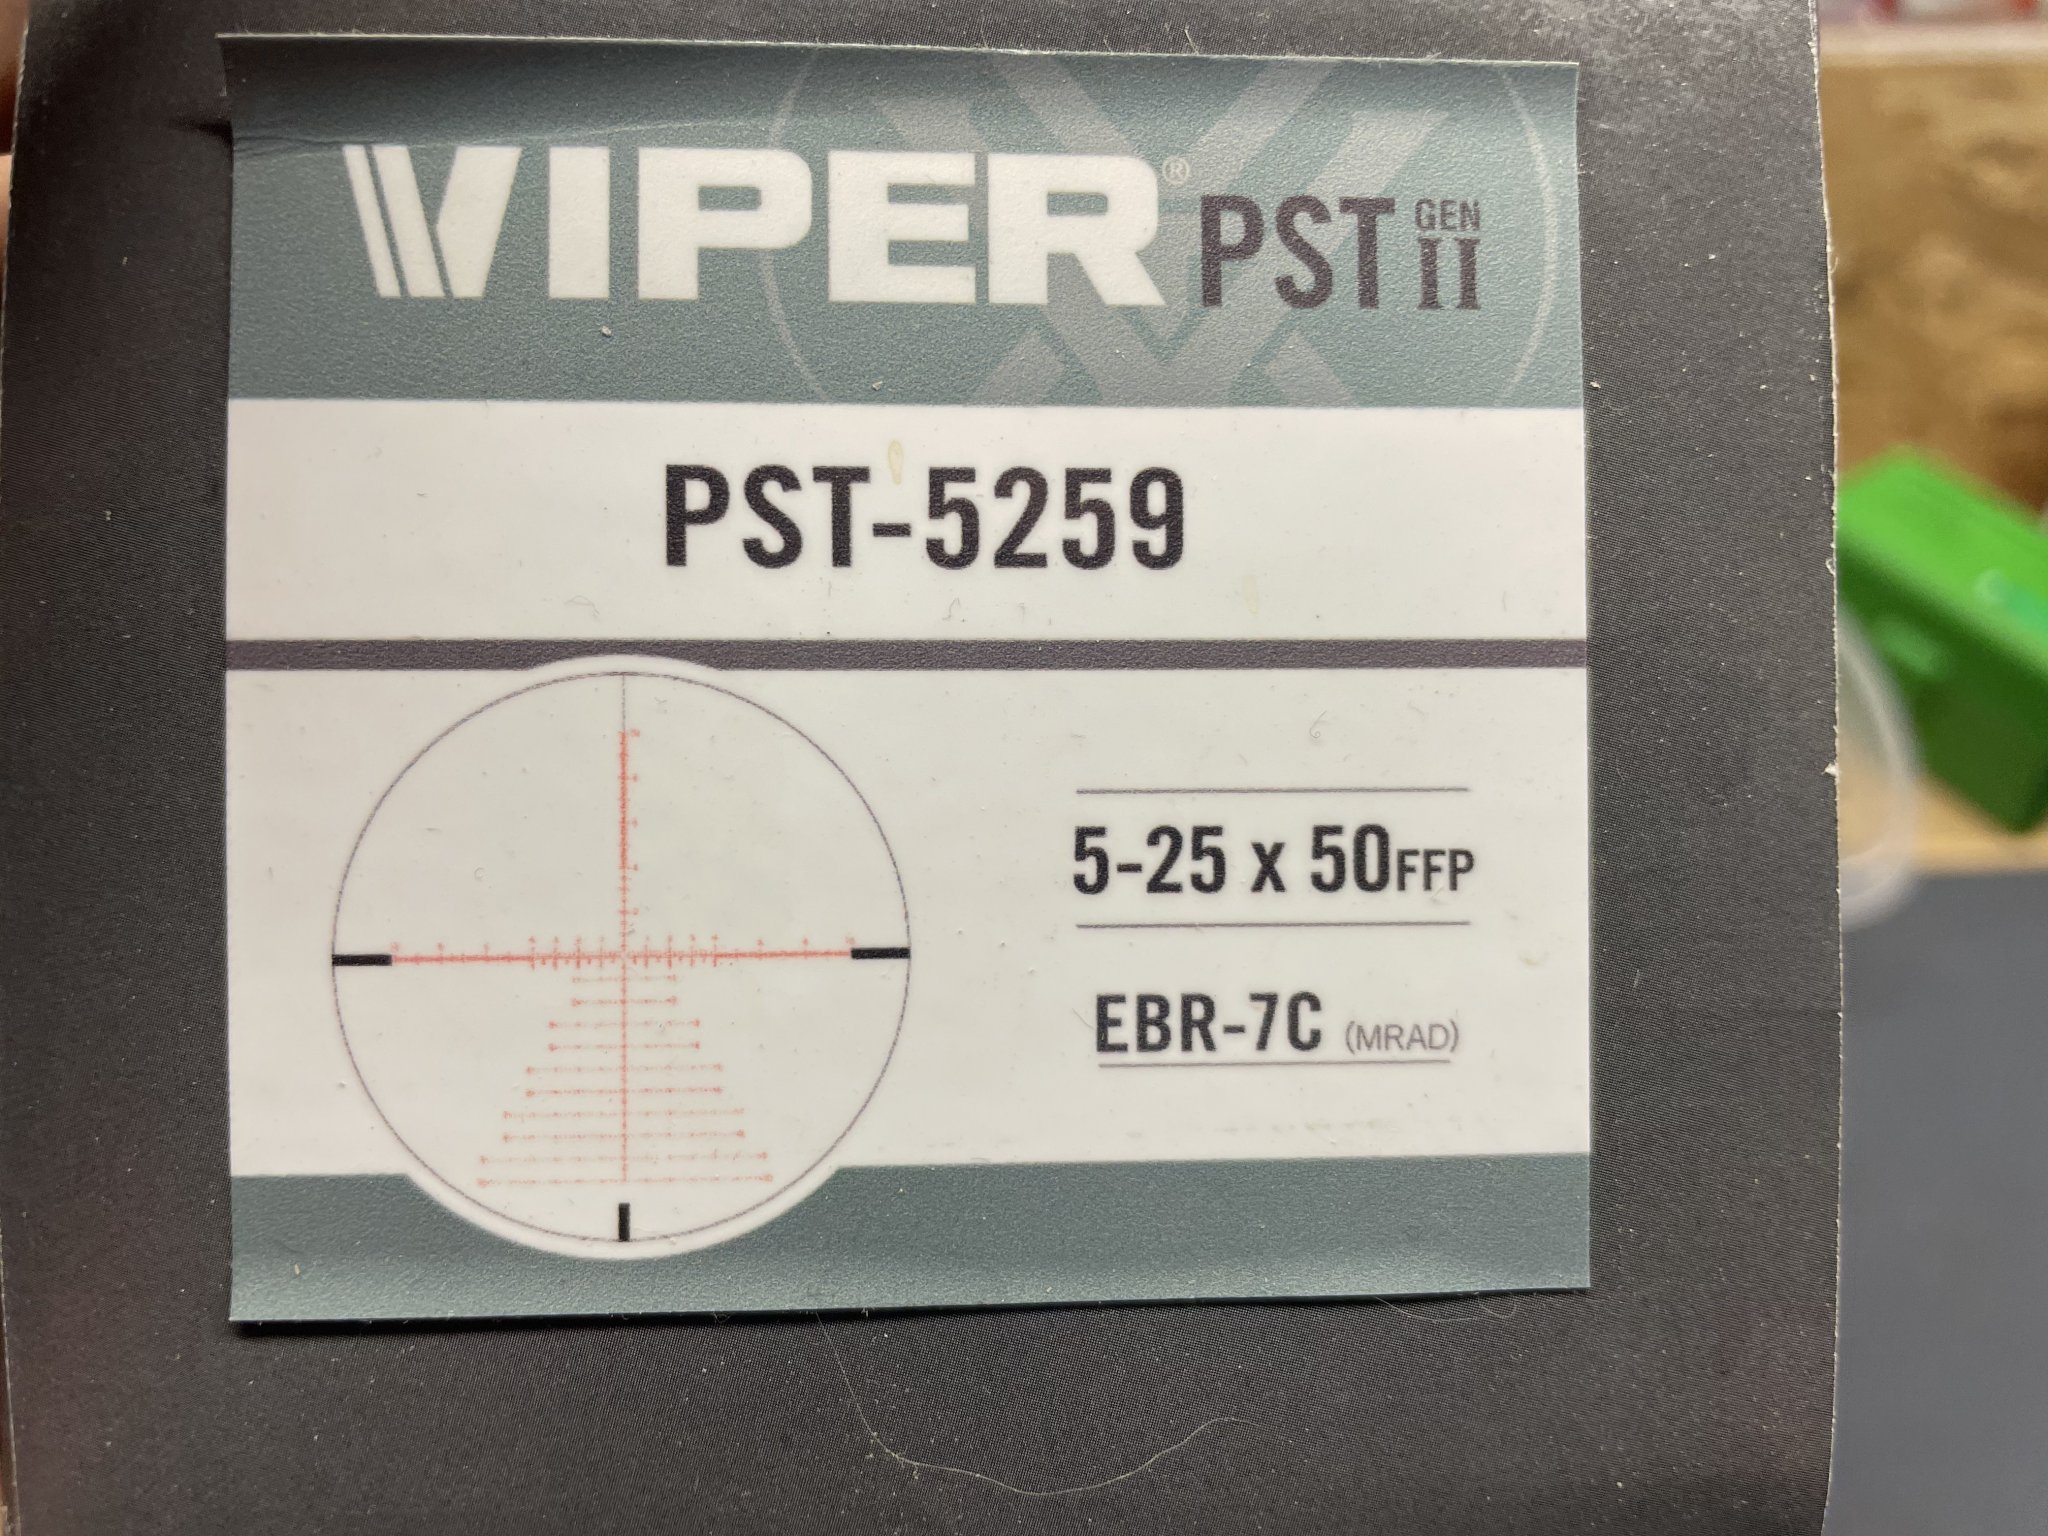 VIPER® PST GEN II
PST-5259
5-25 x 50FFP
EBR-7C (MRAD)